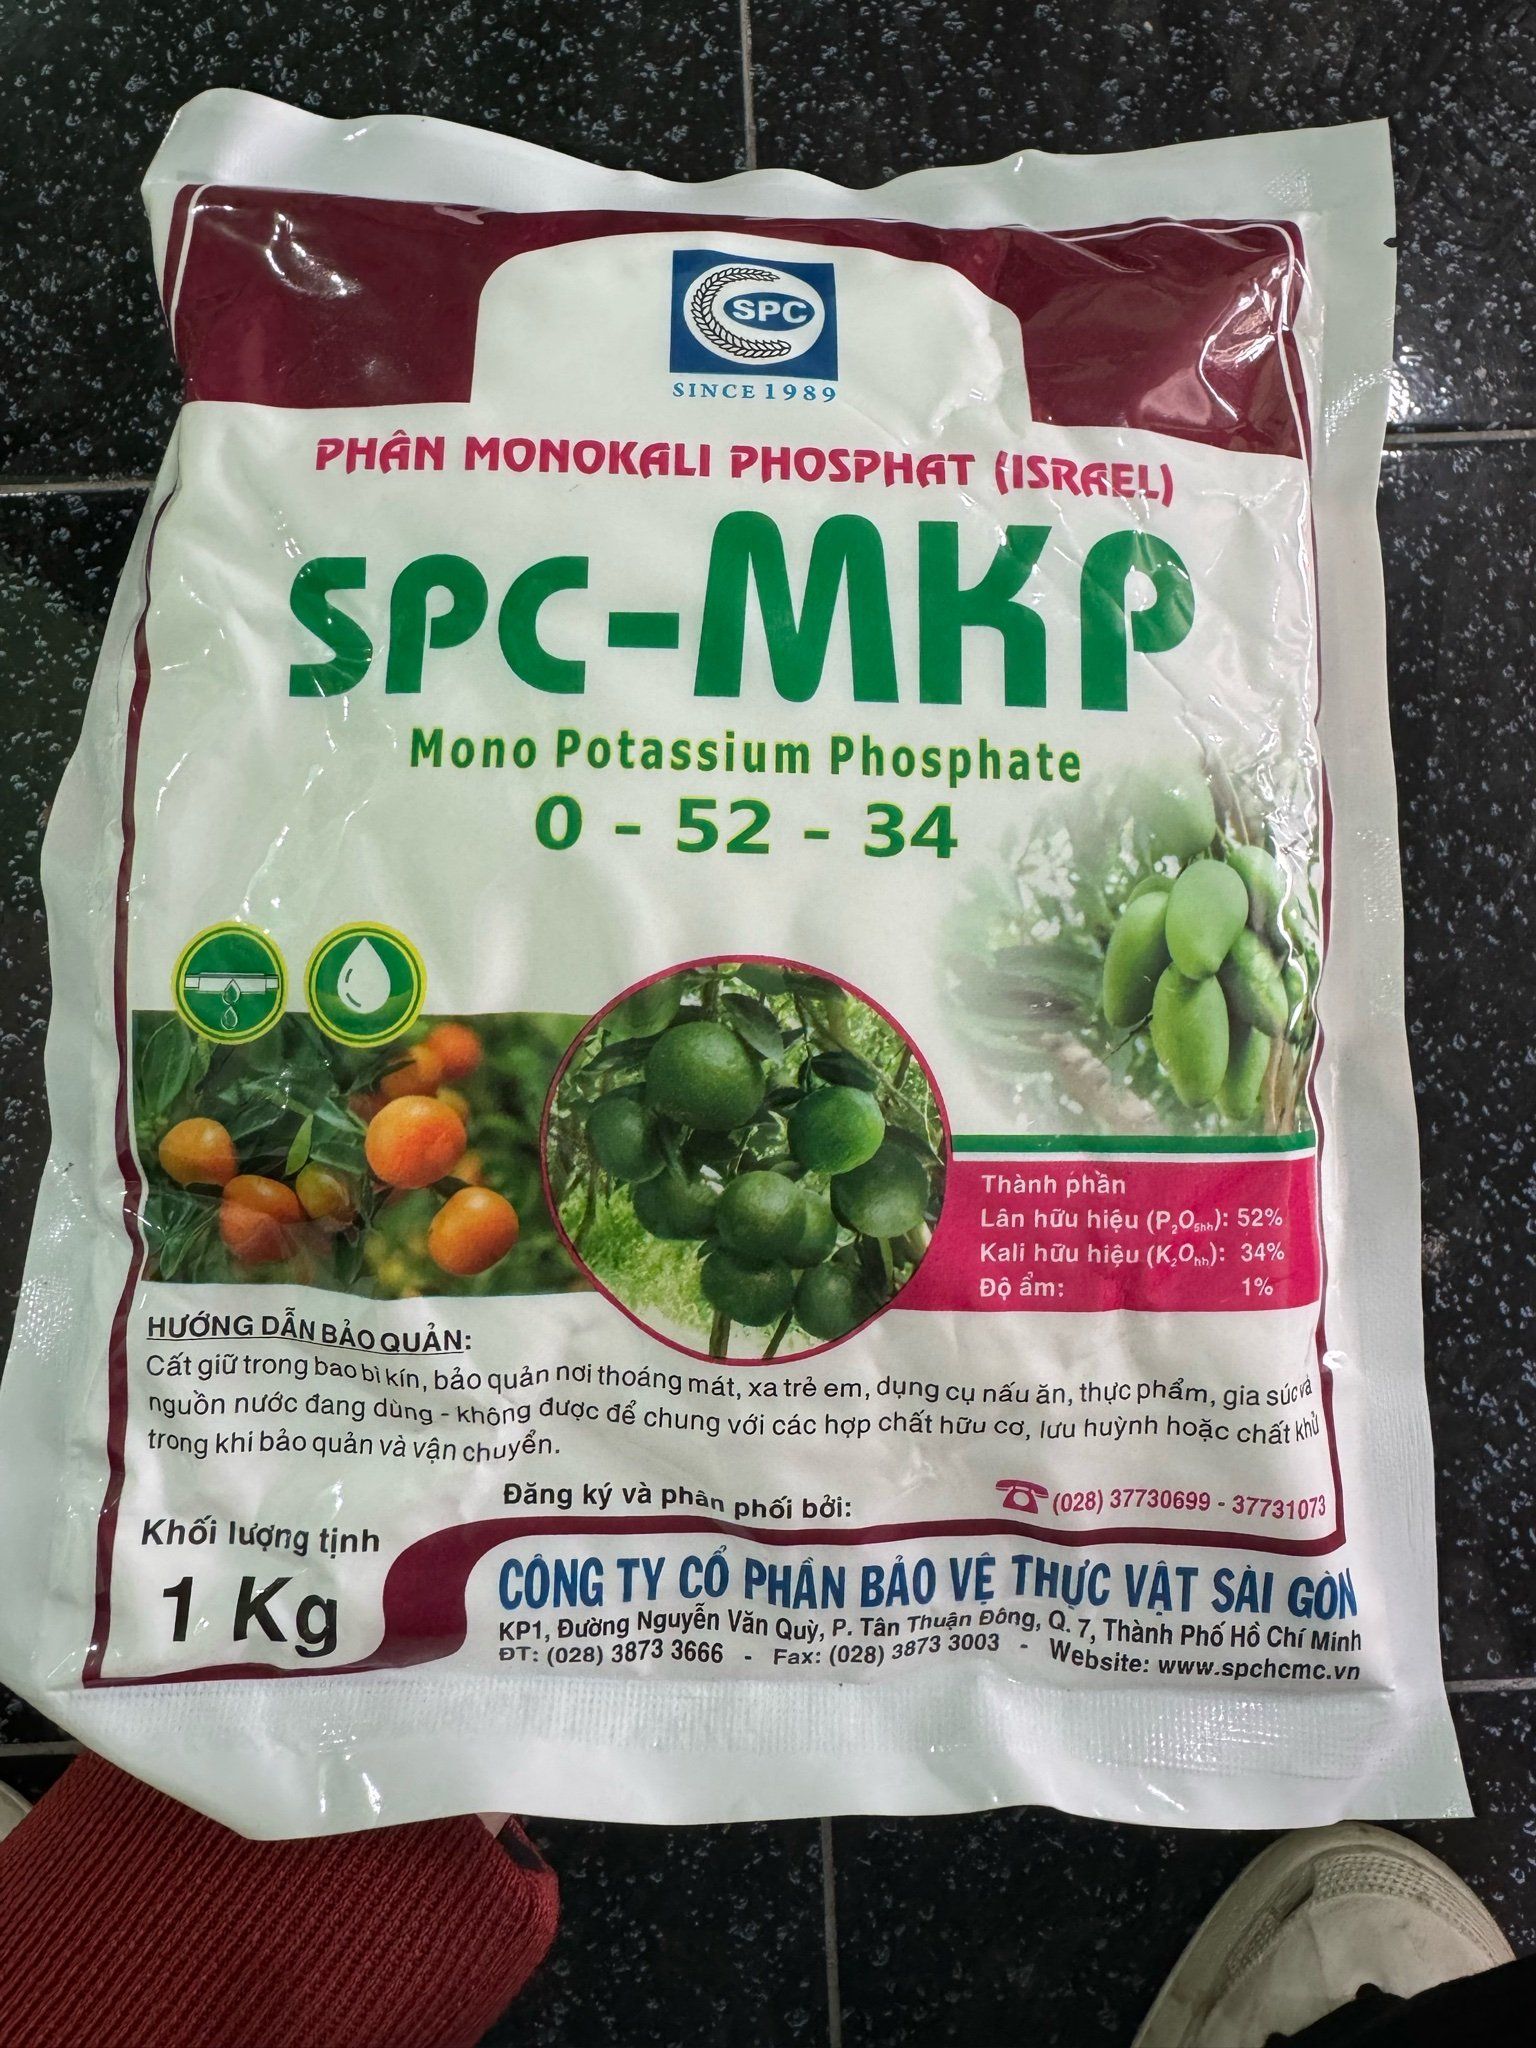 SPC
SINCE 1989
PHÂN MONOKALI PHOSPHAT (ISRAEL)
SPC-MKP
Mono Potassium Phosphate
0 - 52 - 34
Thành phần
Lân hữu hiệu (P₂O₅hh): 52%
Kali hữu hiệu (K₂Ohh): 34%
Độ ẩm: 1%
HƯỚNG DẪN BẢO QUẢN:
Cất giữ trong bao bì kín, bảo quản nơi thoáng mát, xa trẻ em, dụng cụ nấu ăn, thực phẩm, gia súc và
nguồn nước đang dùng - không được để chung với các hợp chất hữu cơ, lưu huỳnh hoặc chất khử
trong khi bảo quản và vận chuyển.
Đăng ký và phân phối bởi:
(028) 37730699 - 37731073
Khối lượng tịnh
1 Kg
CÔNG TY CỔ PHẦN BẢO VỆ THỰC VẬT SÀI GÒN
KP1, Đường Nguyễn Văn Quỳ, P. Tân Thuận Đông, Q. 7, Thành Phố Hồ Chí Minh
ĐT: (028) 3873 3666 - Fax: (028) 3873 3003 - Website: www.spchcmc.vn